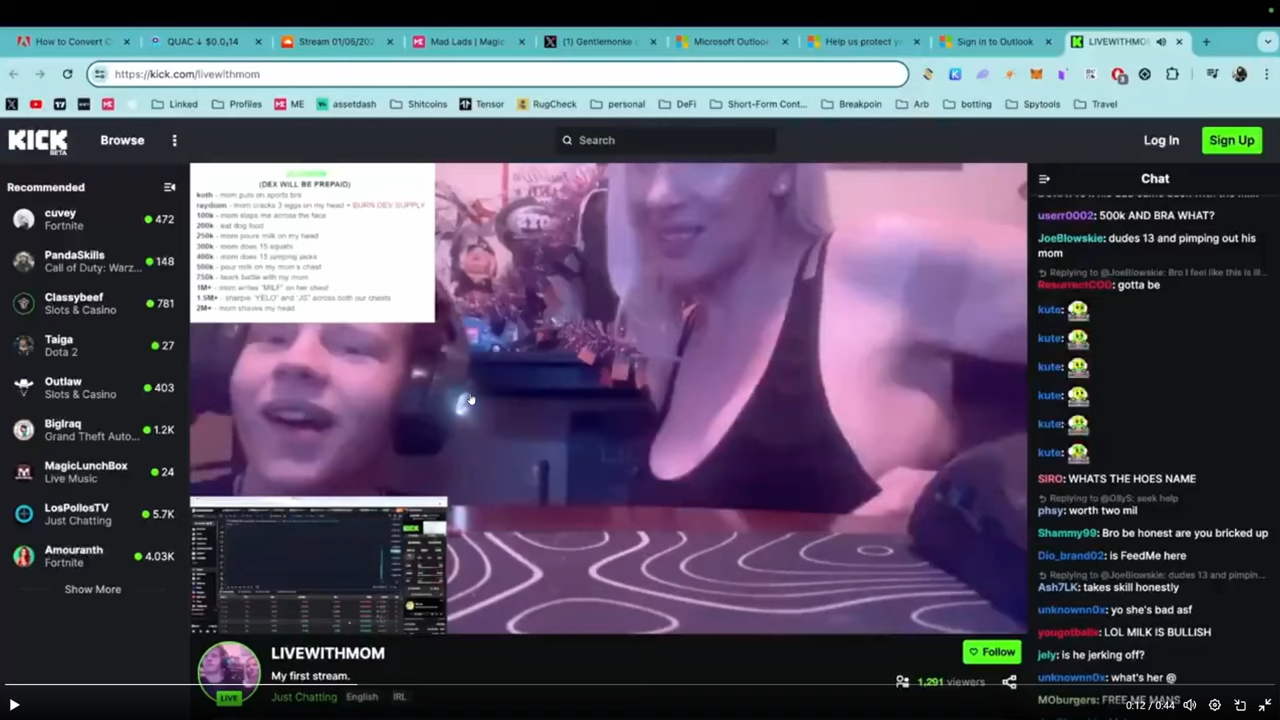 How to Convert C
QUAC ↓ $0.0₅14
Stream 01/05/202
Mad Lads | Magic
(1) Gentlemonke
Microsoft Outlook
Help us protect y
Sign in to Outlook
LIVEWITHMO
https://kick.com/livewithmom
Linked
Profiles
ME
assetdash
Shitcoins
Tensor
RugCheck
personal
DeFi
Short-Form Cont...
Breakpoin
Arb
botting
Spytools
Travel
KICK
BETA
Browse
Search
Log In
Sign Up
Recommended
cuvey
472
Fortnite
PandaSkills
148
Call of Duty: Warz...
Classybeef
781
Slots & Casino
Taiga
27
Dota 2
Outlaw
403
Slots & Casino
BigIraq
1.2K
Grand Theft Auto...
MagicLunchBox
24
Live Music
LosPollosTV
5.7K
Just Chatting
Amouranth
4.03K
Fortnite
Show More
(DEX WILL BE PREPAID)
koth - mom puts on sports bra
raydium - mom cracks 3 eggs on my head + BURN DEV SUPPLY
100k - mom slaps me across the face
200k - eat dog food
250k - mom pours milk on my head
300k - mom does 15 squats
400k - mom does 15 jumping jacks
500k - pour milk on my mom's chest
750k - twerk battle with my mom
1M+ - mom writes "MILF" on her chest
1.5M+ - sharpie "YELO" and "JS" across both our chests
2M+ - mom shaves my head
LIVEWITHMOM
My first stream.
LIVE
Just Chatting
English
IRL
Follow
1,291 viewers
Chat
userr0002: 500K AND BRA WHAT?
JoeBlowskie: dudes 13 and pimping out his
mom
Replying to @JoeBlowskie: Bro I feel like this is lit...
ResurrectCOD: gotta be
kute:
kute:
kute:
kute:
kute:
kute:
SIRO: WHATS THE HOES NAME
Replying to @OllyS: seek help
phsy: worth two mil
Shammy99: Bro be honest are you bricked up
Dio_brand02: is FeedMe here
Replying to @JoeBlowskie: dudes 13 and pimpin...
Ash7LK: takes skill honestly
unknownn0x: yo she's bad asf
yougotballs: LOL MILK IS BULLISH
jely: is he jerking off?
unknownn0x: what's her @
MOburgers: FREE ME MANS
0:12 / 0:44